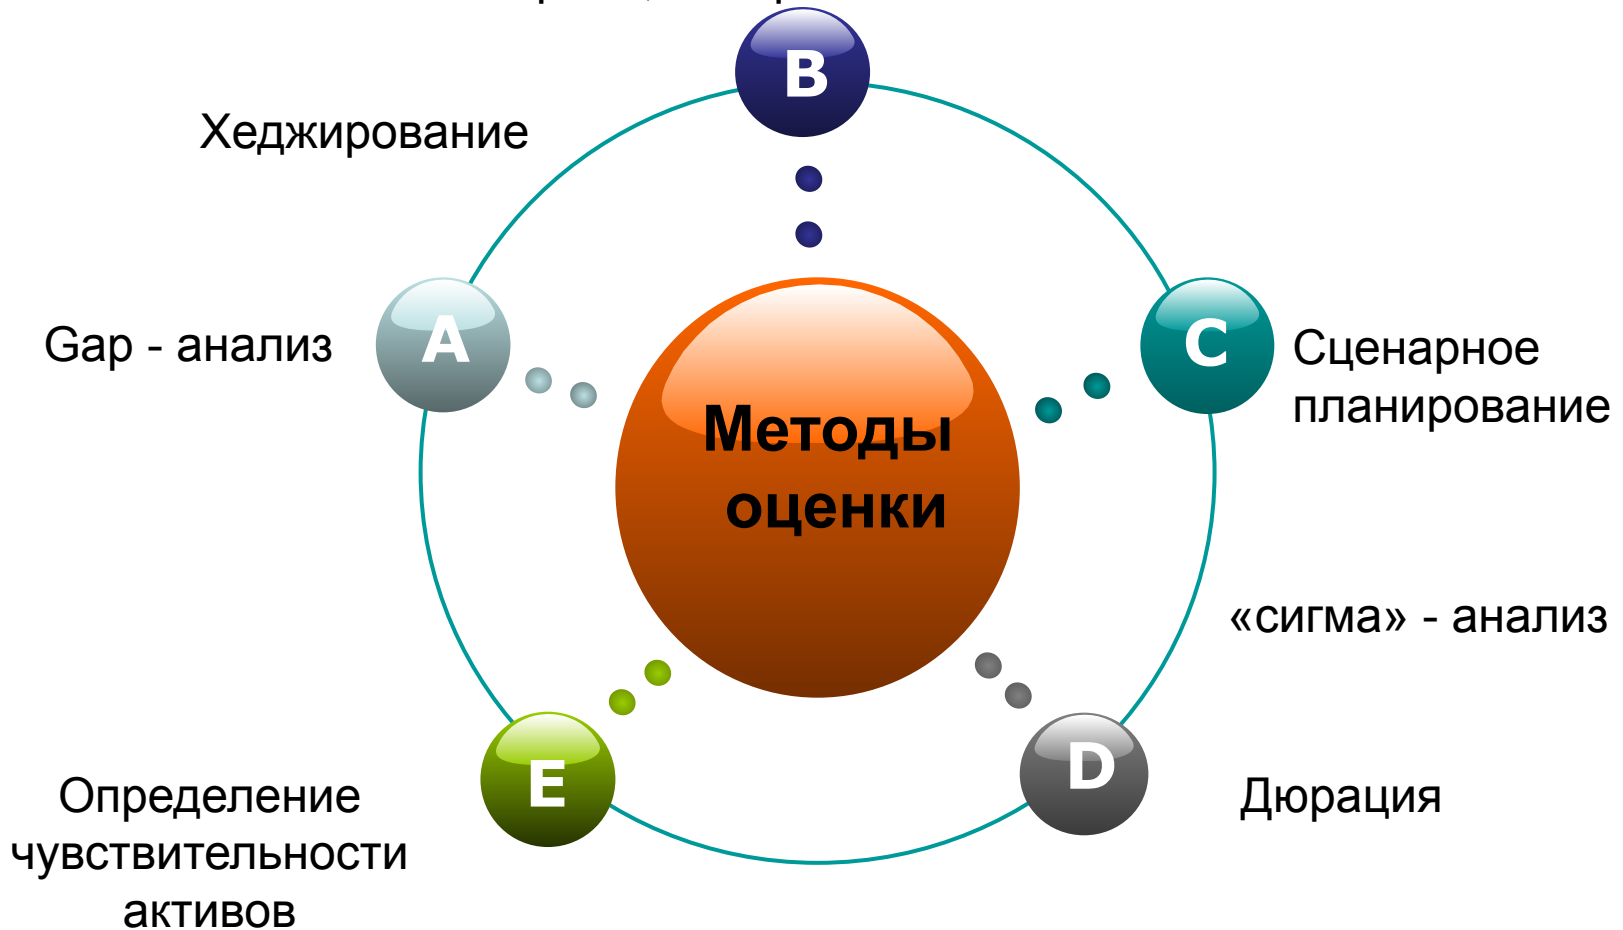 B
Хеджирование
A
Gap - анализ
C
Сценарное
планирование
Методы
оценки
«сигма» - анализ
E
D
Определение
чувствительности
активов
Дюрация